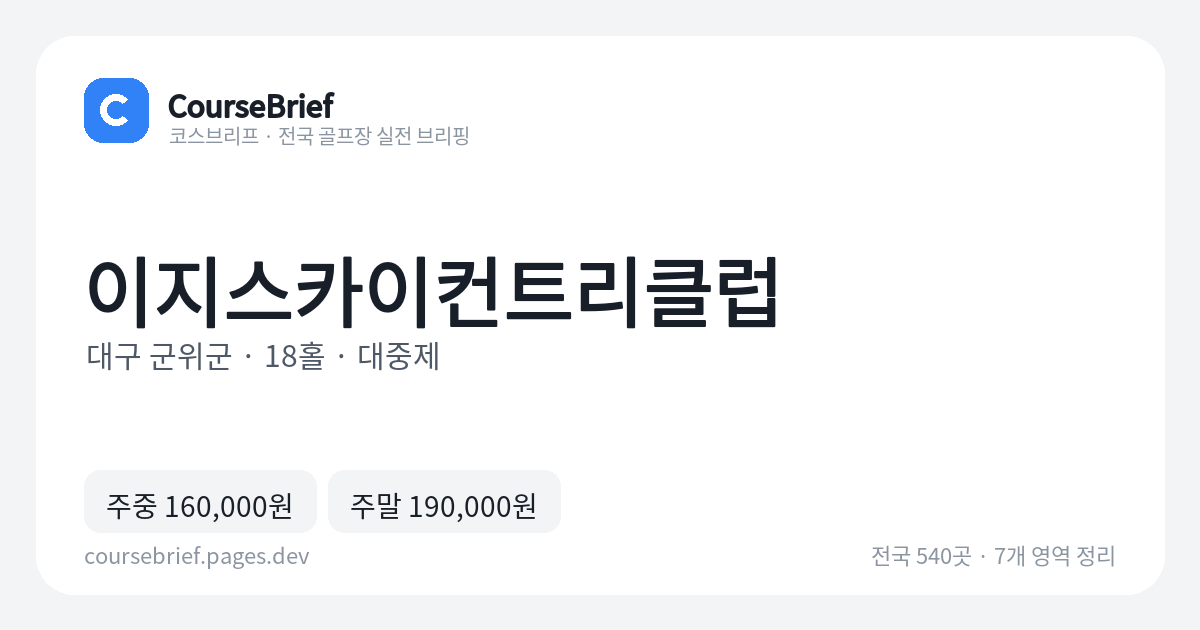 CourseBrief
코스브리프 · 전국 골프장 실전 브리핑
이지스카이컨트리클럽
대구 군위군 · 18홀 · 대중제
주중 160,000원 주말 190,000원
coursebrief.pages.dev 전국 540곳 · 7개 영역 정리